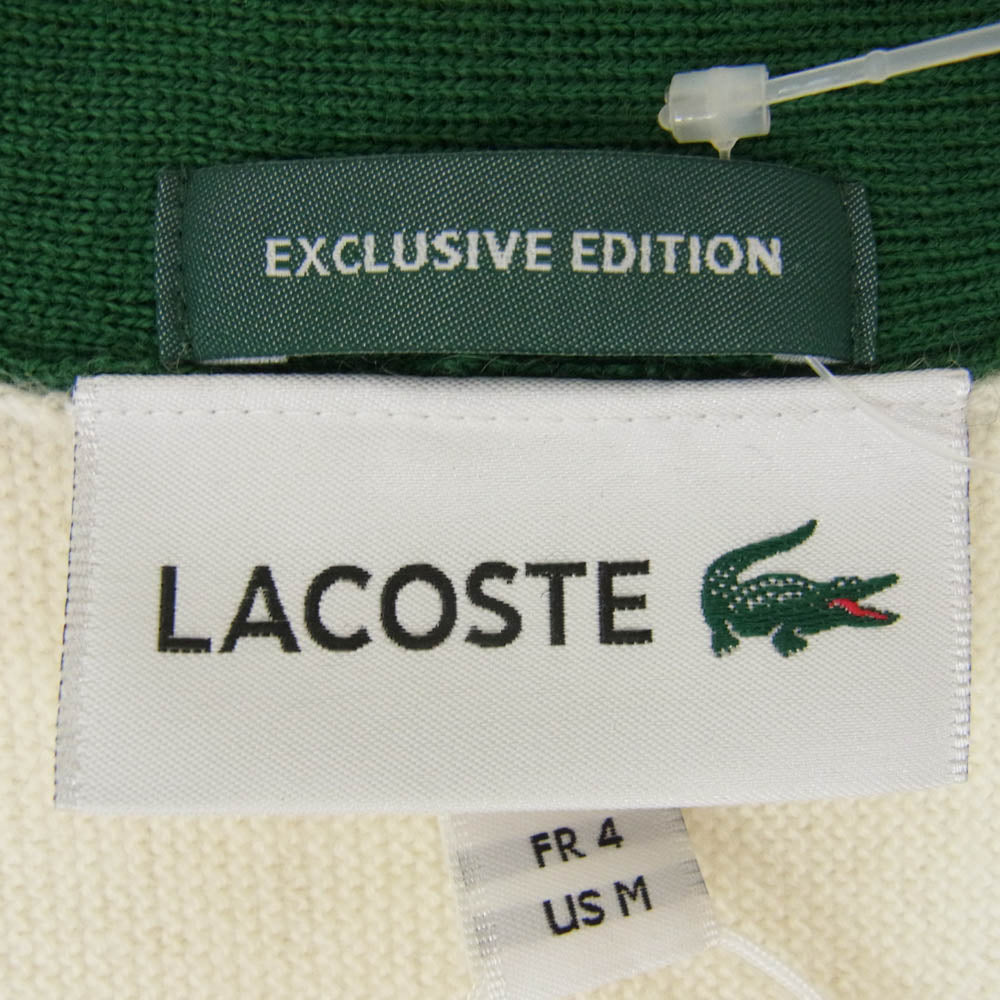 EXCLUSIVE EDITION
LACOSTE
FR 4
US M